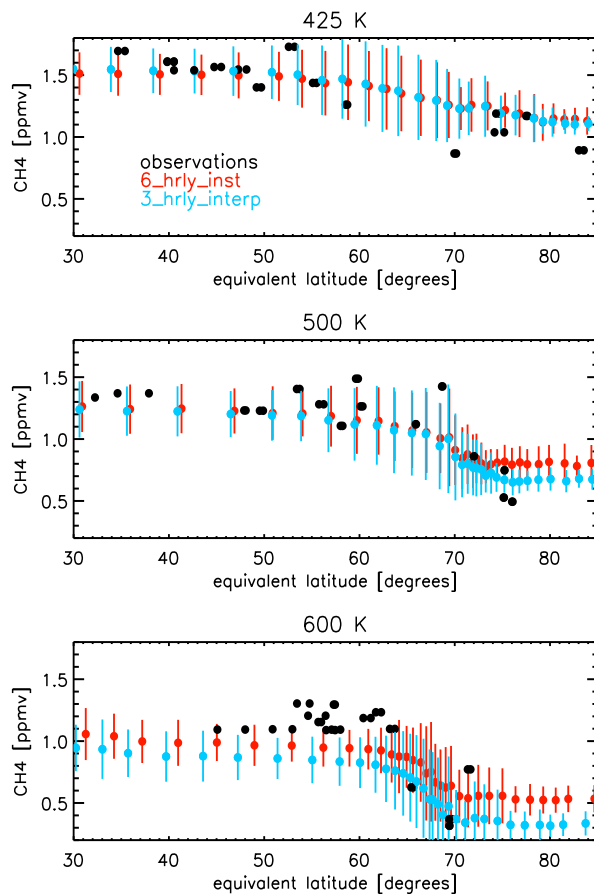 425 K
CH4 [ppmv]
1.5
1.0
0.5
observations
6_hrly_inst
3_hrly_interp
30 40 50 60 70 80
equivalent latitude [degrees]
500 K
CH4 [ppmv]
1.5
1.0
0.5
30 40 50 60 70 80
equivalent latitude [degrees]
600 K
CH4 [ppmv]
1.5
1.0
0.5
30 40 50 60 70 80
equivalent latitude [degrees]